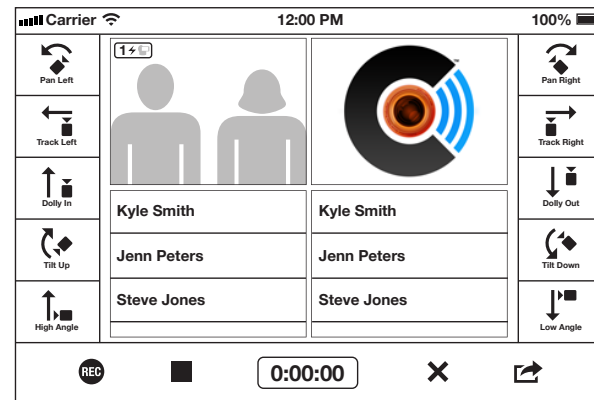 Carrier 12:00 PM 100%
Pan Left
Track Left
Dolly In
Tilt Up
High Angle
1
TM
Kyle Smith
Jenn Peters
Steve Jones
Kyle Smith
Jenn Peters
Steve Jones
Pan Right
Track Right
Dolly Out
Tilt Down
Low Angle
REC
0:00:00